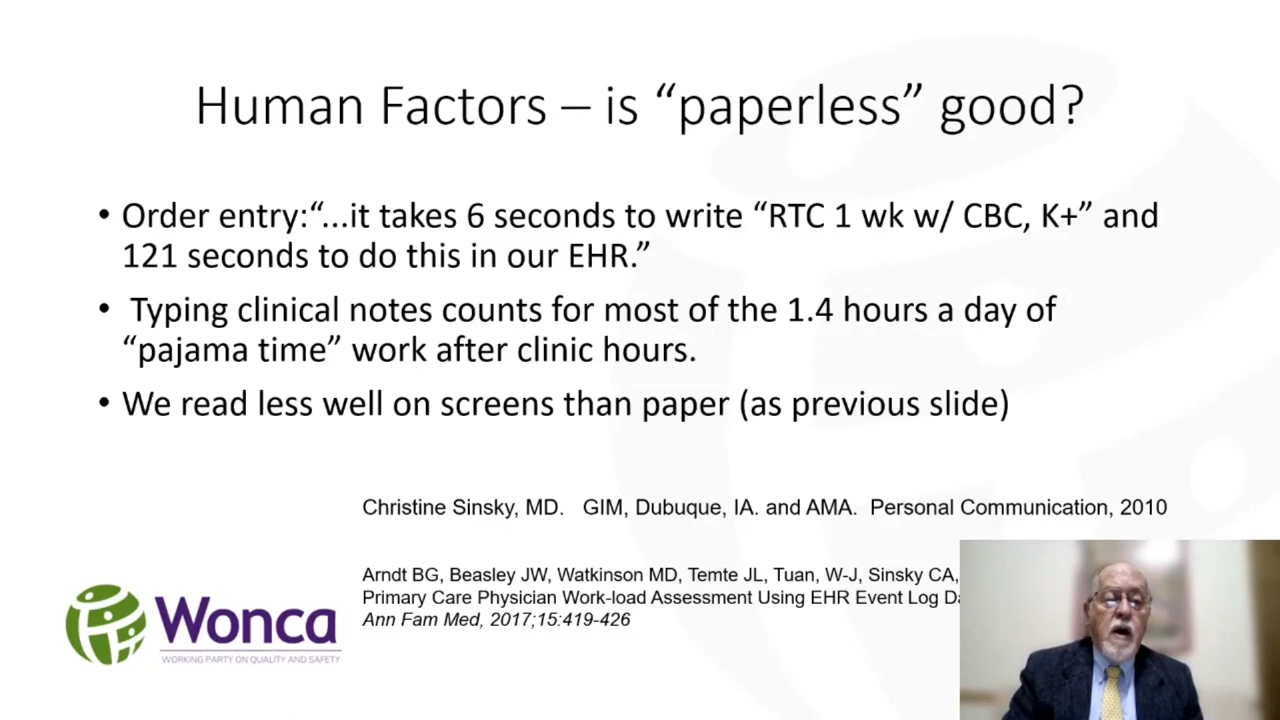 Human Factors – is “paperless” good?
• Order entry:“...it takes 6 seconds to write “RTC 1 wk w/ CBC, K+” and
121 seconds to do this in our EHR.”
• Typing clinical notes counts for most of the 1.4 hours a day of
“pajama time” work after clinic hours.
• We read less well on screens than paper (as previous slide)
Christine Sinsky, MD. GIM, Dubuque, IA. and AMA. Personal Communication, 2010
Arndt BG, Beasley JW, Watkinson MD, Temte JL, Tuan, W-J, Sinsky CA,
Primary Care Physician Work-load Assessment Using EHR Event Log
Ann Fam Med, 2017;15:419-426
Wonca
WORKING PARTY ON QUALITY AND SAFETY